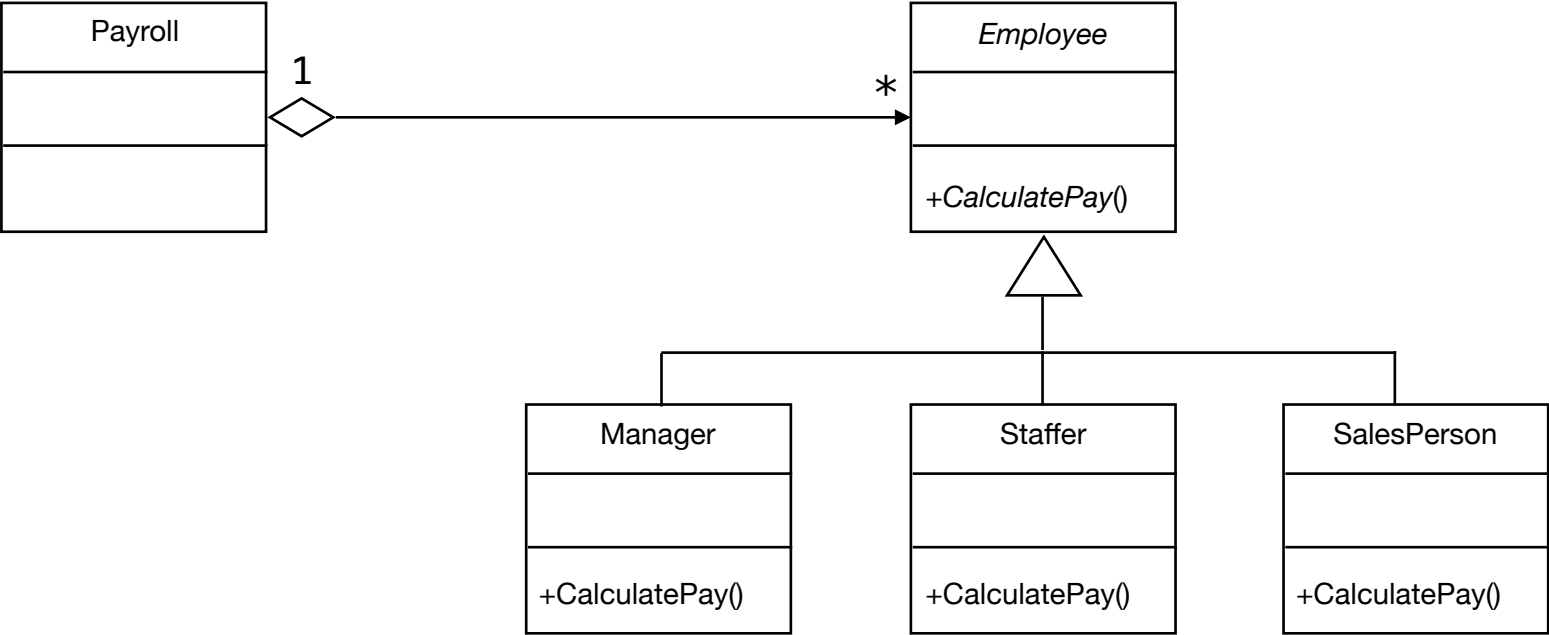 Payroll
Employee
1
*
+CalculatePay()
Manager
Staffer
SalesPerson
+CalculatePay()
+CalculatePay()
+CalculatePay()